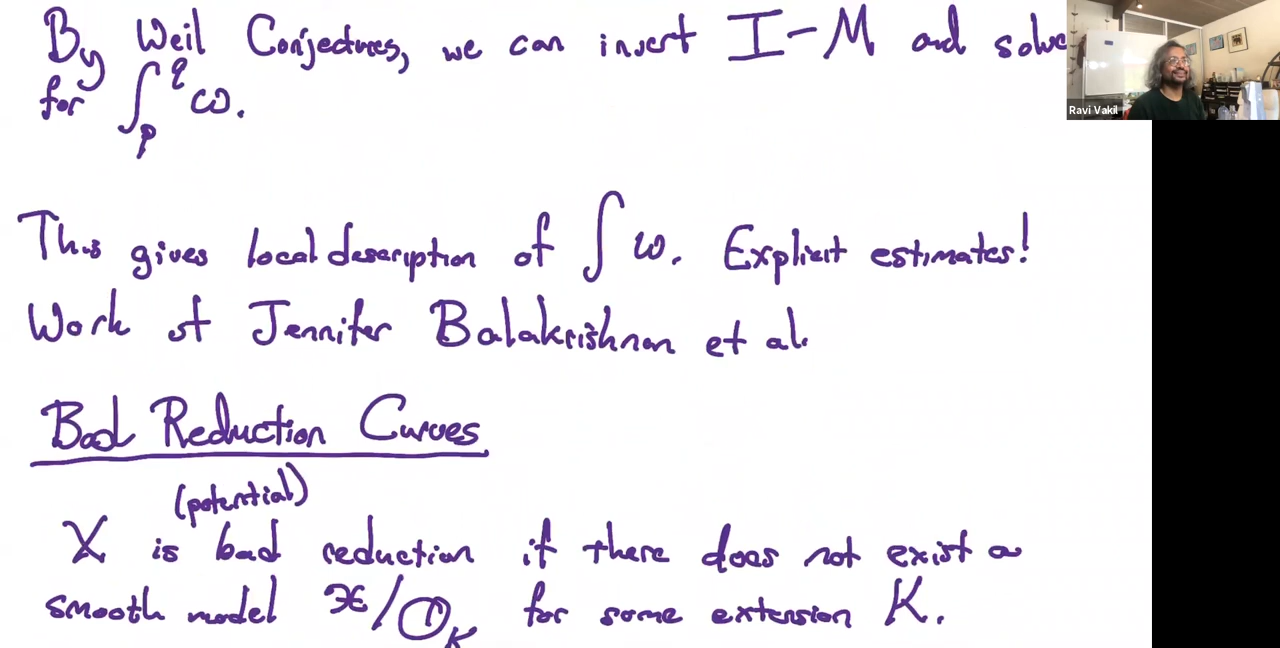 By Weil Conjectures, we can invert I-M and solve
for ∫_p^q ω.
Ravi Vakil
This gives local description of ∫ω. Explicit estimates!
Work of Jennifer Balakrishnan et al.
Bad Reduction Curves
(potential)
X is bad reduction if there does not exist a
smooth model 𝔛/𝒪_K for some extension K.